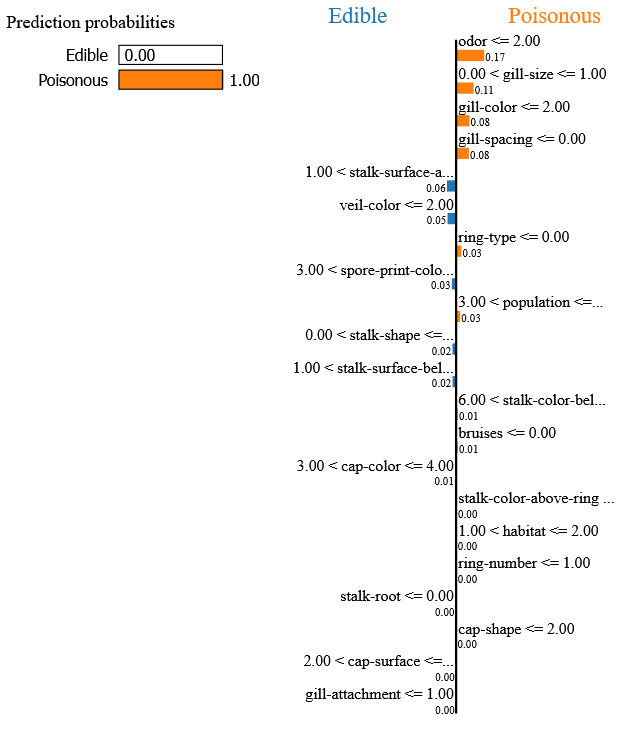 Prediction probabilities
Edible 0.00
Poisonous 1.00
Edible Poisonous
odor <= 2.00
0.17
0.00 < gill-size <= 1.00
0.11
gill-color <= 2.00
0.08
gill-spacing <= 0.00
0.08
1.00 < stalk-surface-a...
0.06
veil-color <= 2.00
0.05
ring-type <= 0.00
0.03
3.00 < spore-print-colo...
0.03
3.00 < population <=...
0.03
0.00 < stalk-shape <=...
0.02
1.00 < stalk-surface-bel...
0.02
6.00 < stalk-color-bel...
0.01
bruises <= 0.00
0.01
3.00 < cap-color <= 4.00
0.01
stalk-color-above-ring ...
0.00
1.00 < habitat <= 2.00
0.00
ring-number <= 1.00
0.00
stalk-root <= 0.00
0.00
cap-shape <= 2.00
0.00
2.00 < cap-surface <=...
0.00
gill-attachment <= 1.00
0.00